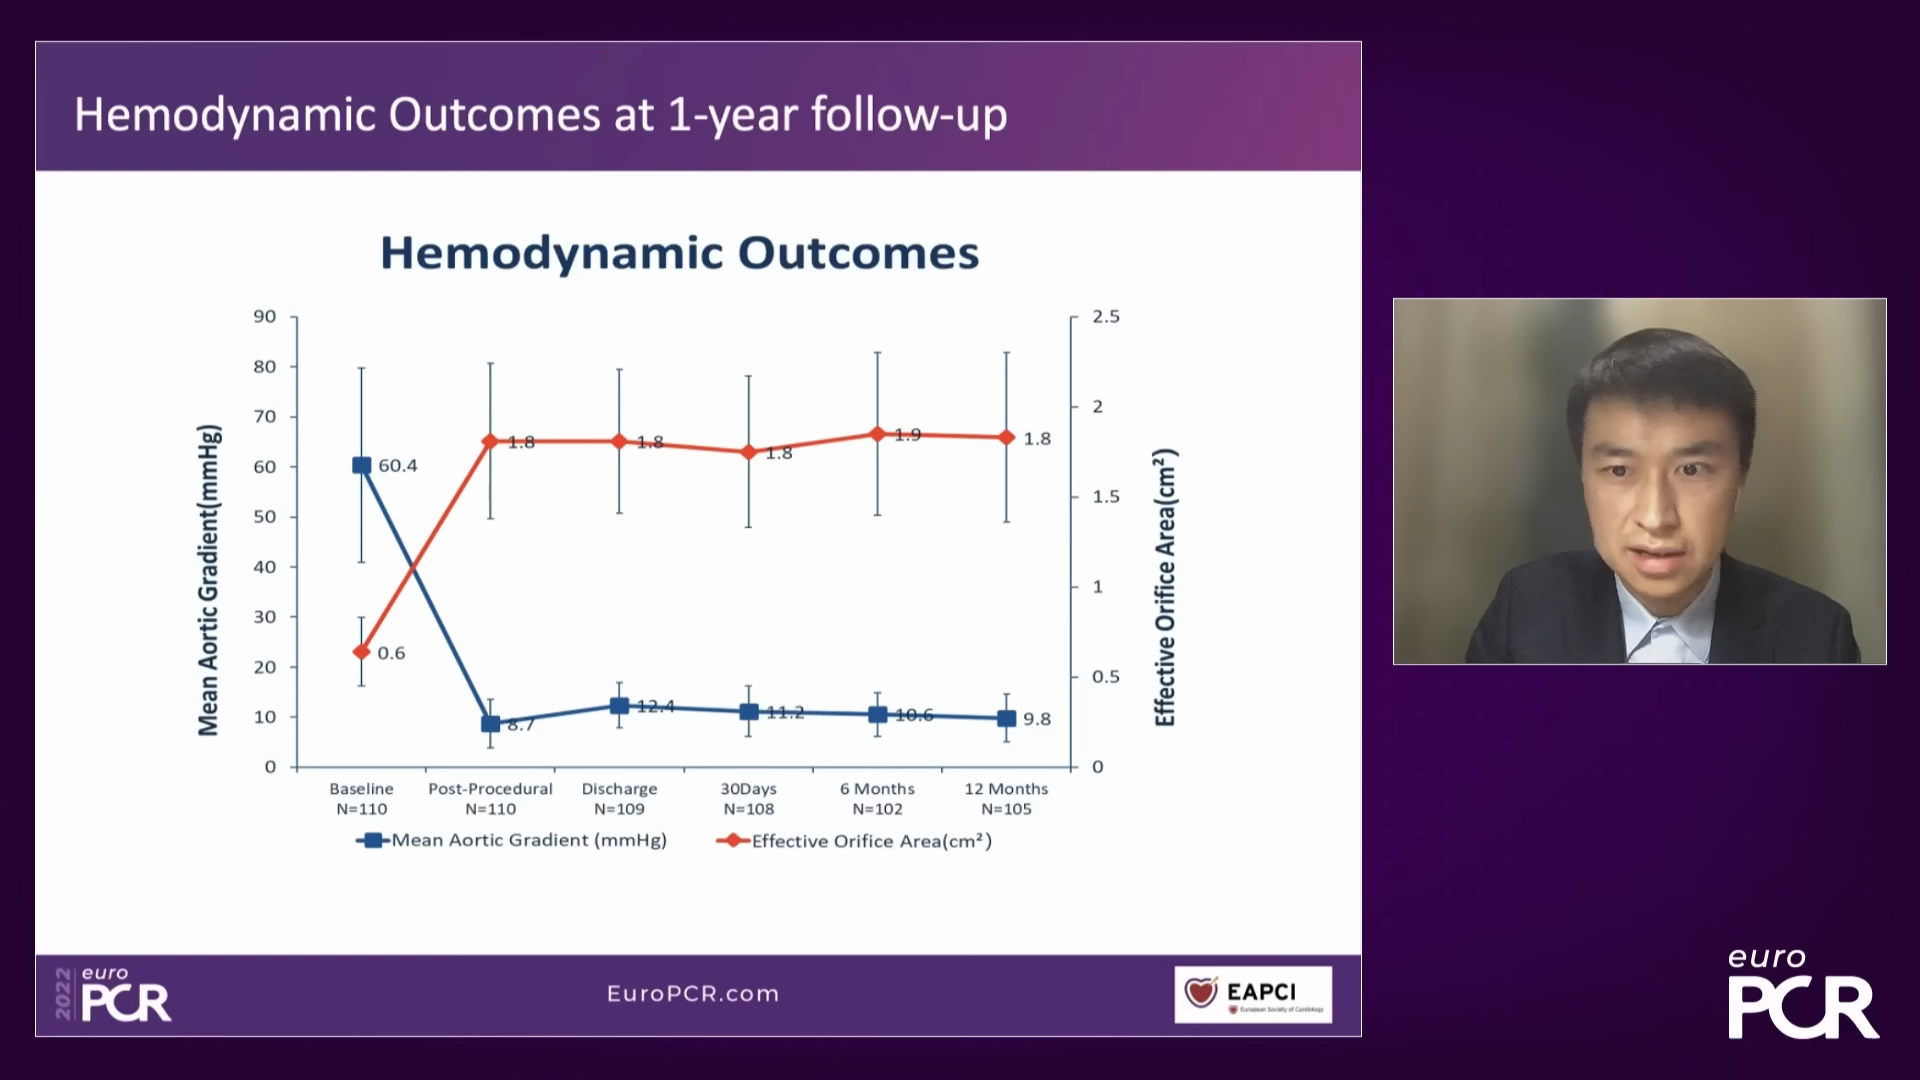 Hemodynamic Outcomes at 1-year follow-up
Hemodynamic Outcomes
90
80
70
60
50
40
30
20
10
0
Mean Aortic Gradient(mmHg)
2.5
2
1.5
1
0.5
0
Effective Orifice Area(cm²)
60.4
0.6
1.8
1.8
1.8
1.9
1.8
8.7
12.4
11.2
10.6
9.8
Baseline
N=110
Post-Procedural
N=110
Discharge
N=109
30Days
N=108
6 Months
N=102
12 Months
N=105
Mean Aortic Gradient (mmHg)
Effective Orifice Area(cm²)
2022
euro
PCR
EuroPCR.com
EAPCI
European Society of Cardiology
euro
PCR